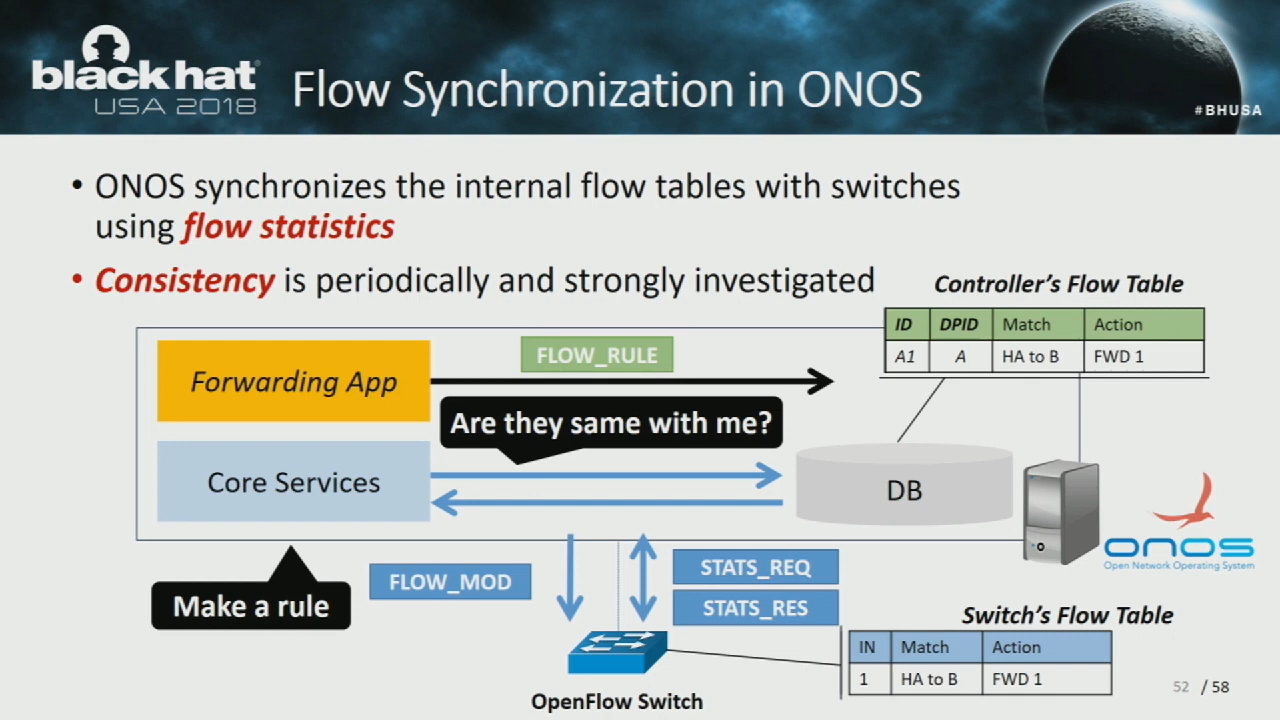 black hat
USA 2018
Flow Synchronization in ONOS
#BHUSA
• ONOS synchronizes the internal flow tables with switches
using flow statistics
• Consistency is periodically and strongly investigated
Controller's Flow Table
ID DPID Match Action
A1 A HA to B FWD 1
Forwarding App
FLOW_RULE
Are they same with me?
Core Services
DB
onos
Open Network Operating System
Make a rule
FLOW_MOD
STATS_REQ
STATS_RES
Switch's Flow Table
IN Match Action
1 HA to B FWD 1
OpenFlow Switch
52 / 58